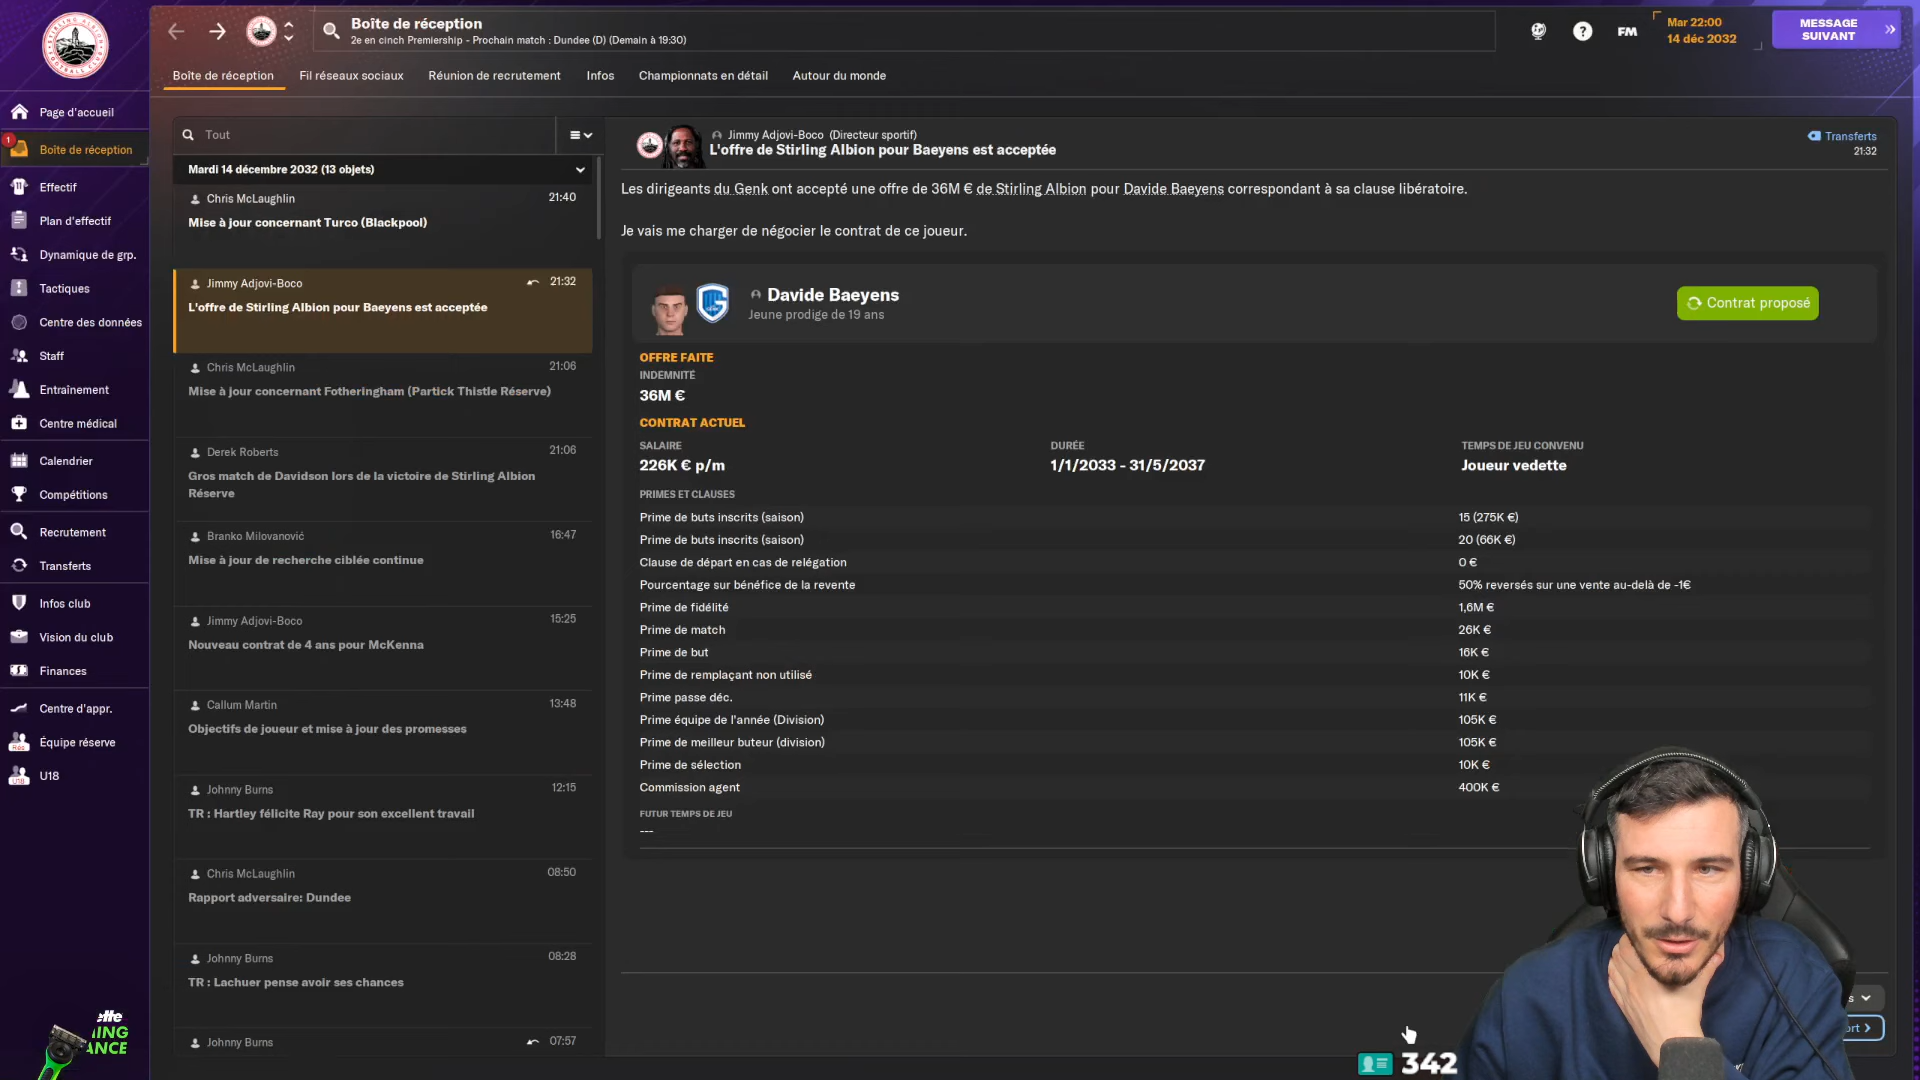 Boîte de réception
2e en cinch Premiership - Prochain match : Dundee (D) (Demain à 19:30)
FM
Mar 22:00
14 déc 2032
MESSAGE
SUIVANT
Boîte de réception
Fil réseaux sociaux
Réunion de recrutement
Infos
Championnats en détail
Autour du monde
Page d'accueil
1
Boîte de réception
Effectif
Plan d'effectif
Dynamique de grp.
Tactiques
Centre des données
Staff
Entraînement
Centre médical
Calendrier
Compétitions
Recrutement
Transferts
Infos club
Vision du club
Finances
Centre d'appr.
Équipe réserve
U18
Tout
Mardi 14 décembre 2032 (13 objets)
Chris McLaughlin 21:40
Mise à jour concernant Turco (Blackpool)
Jimmy Adjovi-Boco 21:32
L'offre de Stirling Albion pour Baeyens est acceptée
Chris McLaughlin 21:06
Mise à jour concernant Fotheringham (Partick Thistle Réserve)
Derek Roberts 21:06
Gros match de Davidson lors de la victoire de Stirling Albion
Réserve
Branko Milovanović 16:47
Mise à jour de recherche ciblée continue
Jimmy Adjovi-Boco 15:25
Nouveau contrat de 4 ans pour McKenna
Callum Martin 13:48
Objectifs de joueur et mise à jour des promesses
Johnny Burns 12:15
TR : Hartley félicite Ray pour son excellent travail
Chris McLaughlin 08:50
Rapport adversaire: Dundee
Johnny Burns 08:28
TR : Lachuer pense avoir ses chances
Johnny Burns 07:57
Jimmy Adjovi-Boco (Directeur sportif)
L'offre de Stirling Albion pour Baeyens est acceptée
Transferts
21:32
Les dirigeants du Genk ont accepté une offre de 36M € de Stirling Albion pour Davide Baeyens correspondant à sa clause libératoire.
Je vais me charger de négocier le contrat de ce joueur.
Davide Baeyens
Jeune prodige de 19 ans
Contrat proposé
OFFRE FAITE
INDEMNITÉ
36M €
CONTRAT ACTUEL
SALAIRE DURÉE TEMPS DE JEU CONVENU
226K € p/m 1/1/2033 - 31/5/2037 Joueur vedette
PRIMES ET CLAUSES
Prime de buts inscrits (saison) 15 (275K €)
Prime de buts inscrits (saison) 20 (66K €)
Clause de départ en cas de relégation 0 €
Pourcentage sur bénéfice de la revente 50% reversés sur une vente au-delà de -1€
Prime de fidélité 1,6M €
Prime de match 26K €
Prime de but 16K €
Prime de remplaçant non utilisé 10K €
Prime passe déc. 11K €
Prime équipe de l'année (Division) 105K €
Prime de meilleur buteur (division) 105K €
Prime de sélection 10K €
Commission agent 400K €
FUTUR TEMPS DE JEU
---
342